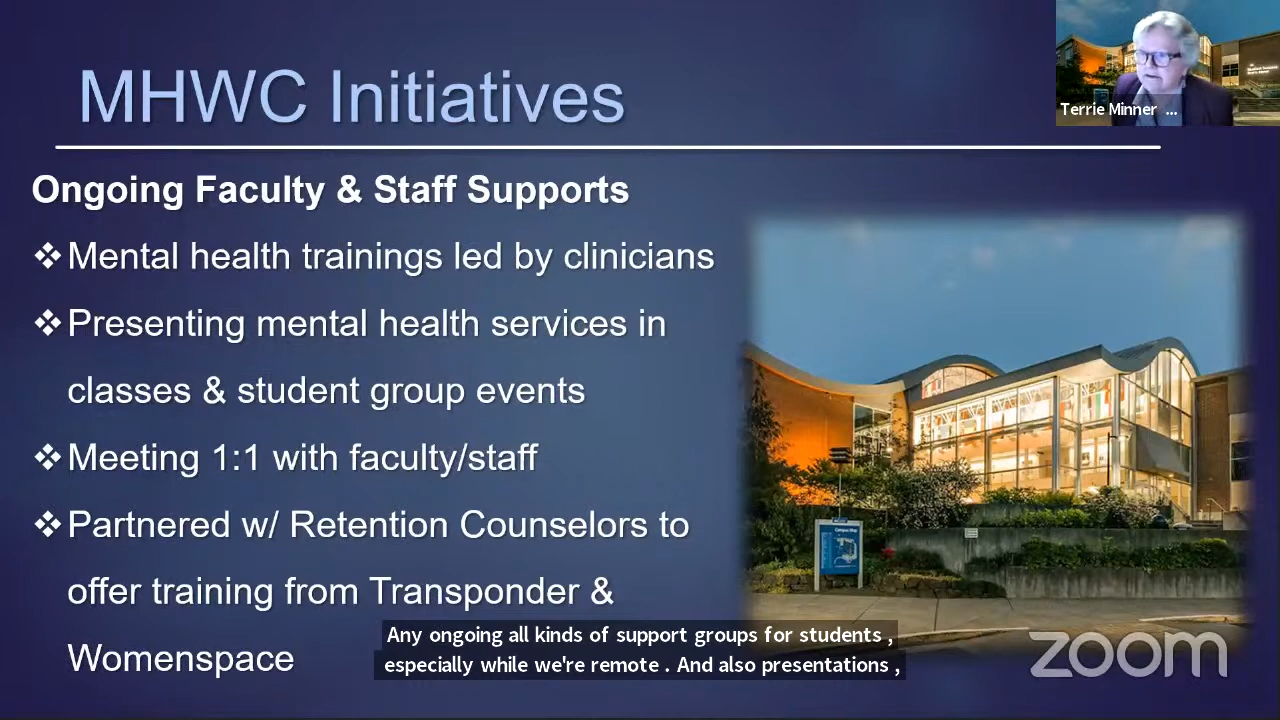 MHWC Initiatives
Terrie Minner ...
Ongoing Faculty & Staff Supports
❖ Mental health trainings led by clinicians
❖ Presenting mental health services in
classes & student group events
❖ Meeting 1:1 with faculty/staff
❖ Partnered w/ Retention Counselors to
offer training from Transponder &
Womenspace
Campus Map
Any ongoing all kinds of support groups for students ,
especially while we're remote . And also presentations ,
zoom